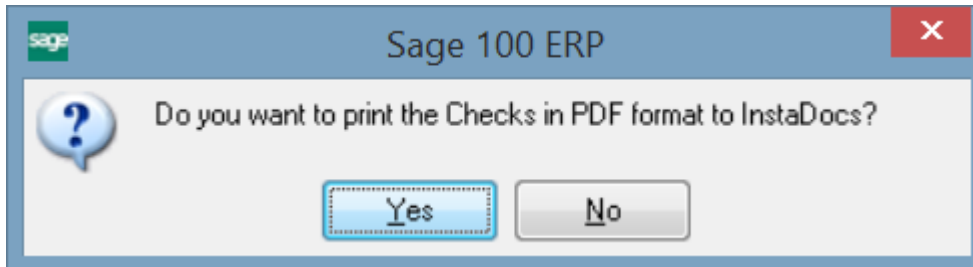 sage
Sage 100 ERP
Do you want to print the Checks in PDF format to InstaDocs?
Yes
No